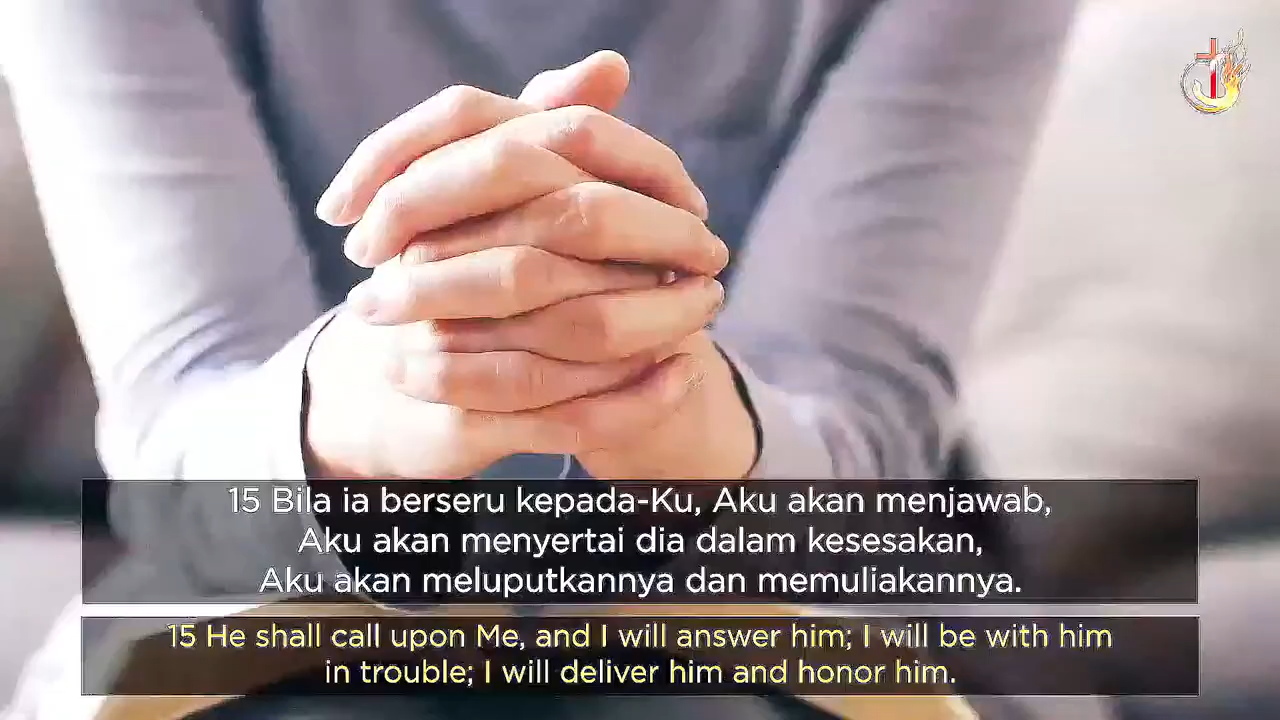 15 Bila ia berseru kepada-Ku, Aku akan menjawab,
Aku akan menyertai dia dalam kesesakan,
Aku akan meluputkannya dan memuliakannya.
15 He shall call upon Me, and I will answer him; I will be with him
in trouble; I will deliver him and honor him.